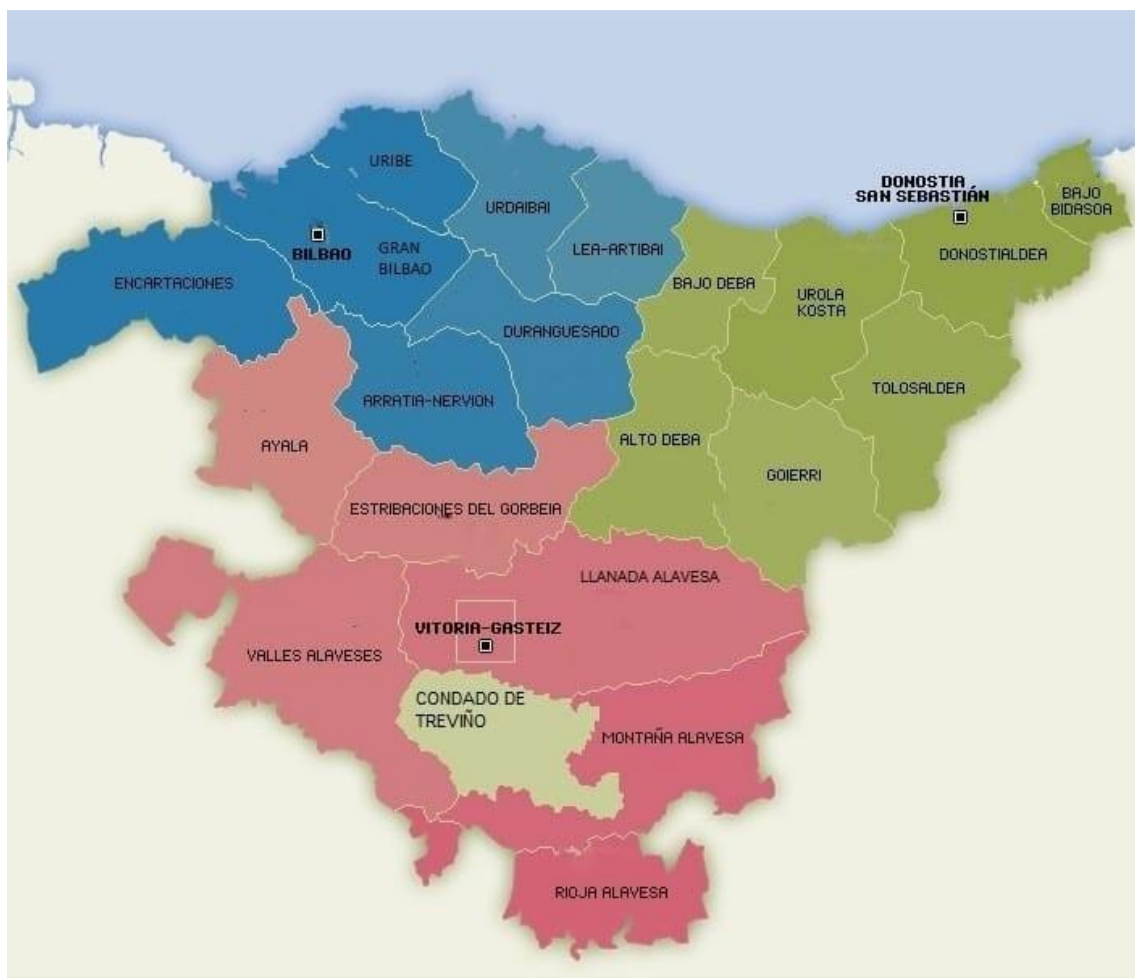 URIBE
URDAIBAI
DONOSTIA
SAN SEBASTIÁN
BAJO
BIDASOA
BILBAO
GRAN
BILBAO
LEA-ARTIBAI
DONOSTIALDEA
ENCARTACIONES
BAJO DEBA
UROLA
KOSTA
DURANGUESADO
TOLOSALDEA
ARRATIA-NERVION
AYALA
ALTO DEBA
GOIERRI
ESTRIBACIONES DEL GORBEIA
LLANADA ALAVESA
VITORIA-GASTEIZ
VALLES ALAVESES
CONDADO DE
TREVIÑO
MONTAÑA ALAVESA
RIOJA ALAVESA